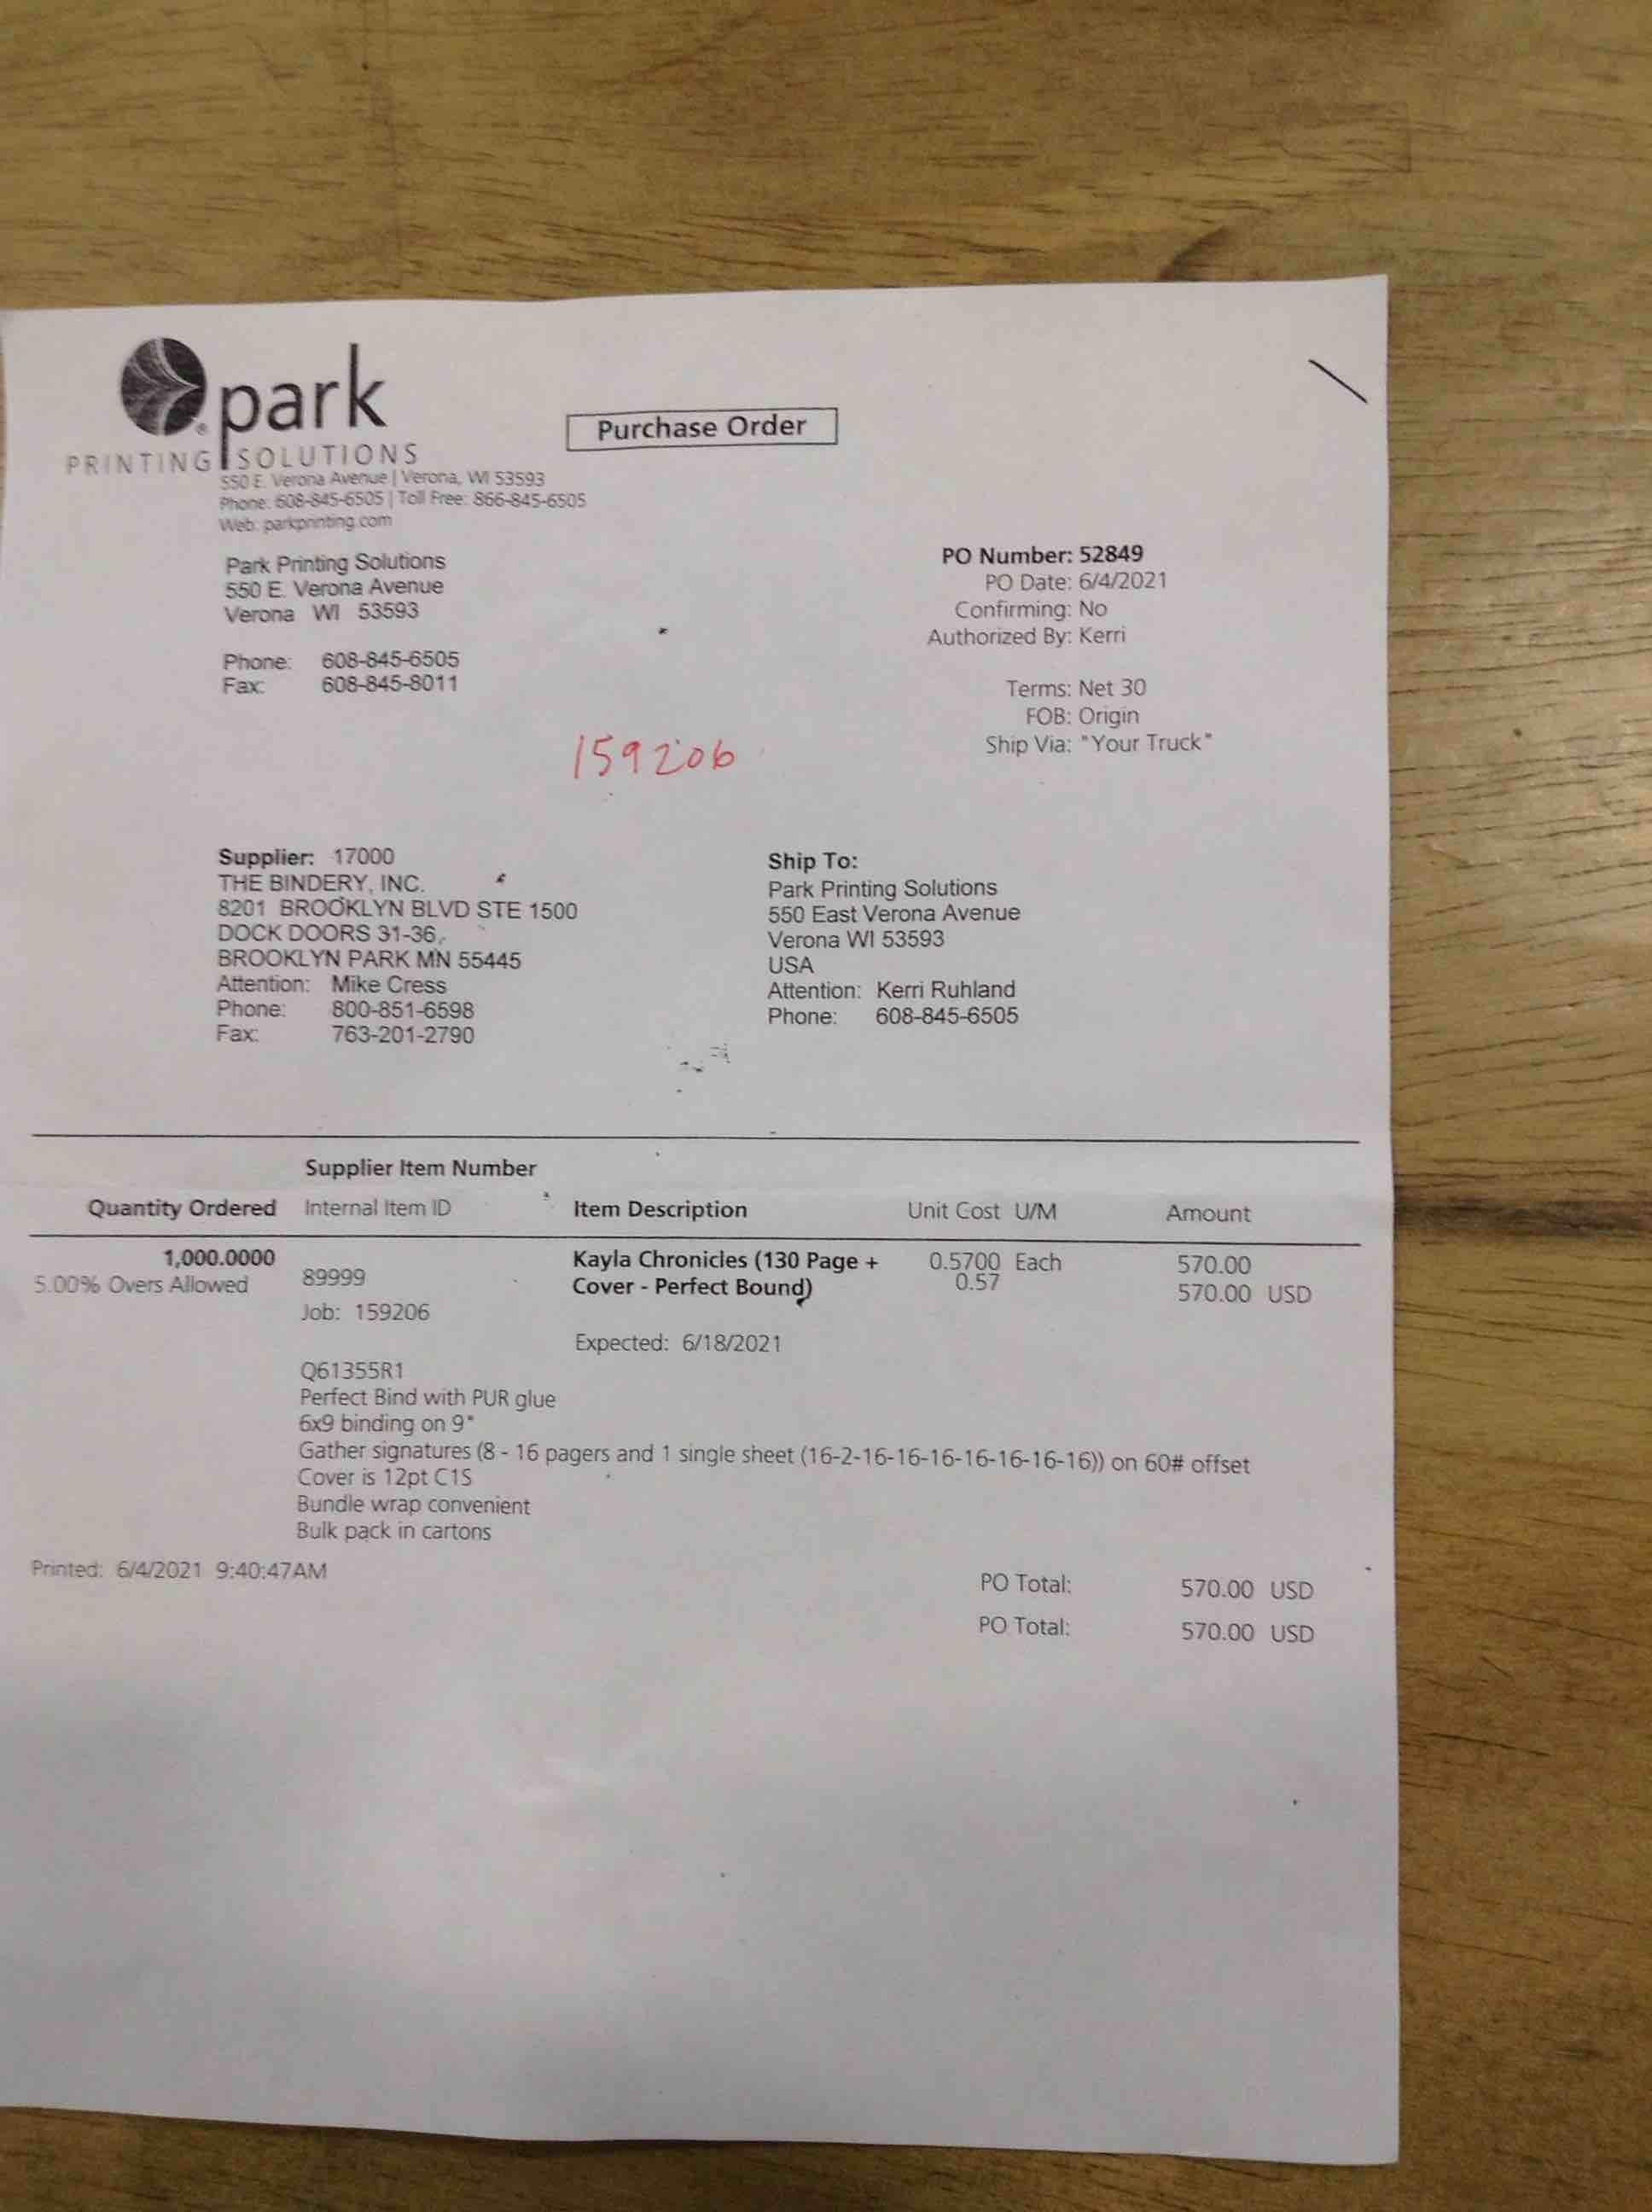 park
PRINTING SOLUTIONS
550 E. Verona Avenue | Verona, WI 53593
Phone: 608-845-6505 | Toll Free: 866-845-6505
Web: parkprinting.com
Purchase Order
Park Printing Solutions
550 E. Verona Avenue
Verona WI 53593
Phone: 608-845-6505
Fax: 608-845-8011
PO Number: 52849
PO Date: 6/4/2021
Confirming: No
Authorized By: Kerri
Terms: Net 30
FOB: Origin
Ship Via: "Your Truck"
159206
Supplier: 17000
THE BINDERY, INC.
8201 BROOKLYN BLVD STE 1500
DOCK DOORS 31-36,
BROOKLYN PARK MN 55445
Attention: Mike Cress
Phone: 800-851-6598
Fax: 763-201-2790
Ship To:
Park Printing Solutions
550 East Verona Avenue
Verona WI 53593
USA
Attention: Kerri Ruhland
Phone: 608-845-6505
Supplier Item Number
Quantity Ordered Internal Item ID Item Description Unit Cost U/M Amount
1,000.0000 Kayla Chronicles (130 Page + 0.5700 Each 570.00
5.00% Overs Allowed 89999 Cover - Perfect Bound) 0.57 570.00 USD
Job: 159206
Expected: 6/18/2021
Q61355R1
Perfect Bind with PUR glue
6x9 binding on 9"
Gather signatures (8 - 16 pagers and 1 single sheet (16-2-16-16-16-16-16-16-16)) on 60# offset
Cover is 12pt C1S
Bundle wrap convenient
Bulk pack in cartons
Printed: 6/4/2021 9:40:47AM
PO Total: 570.00 USD
PO Total: 570.00 USD